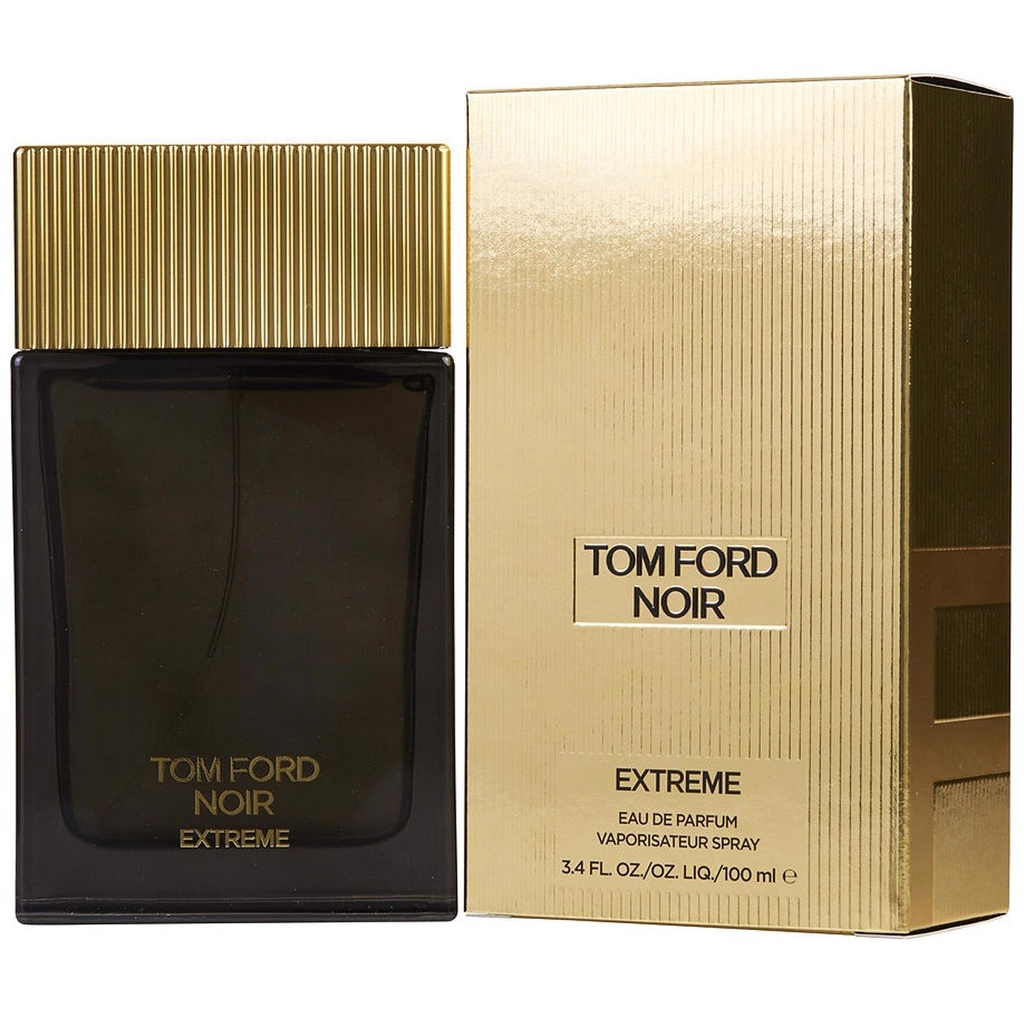 TOM FORD
NOIR
EXTREME
TOM FORD
NOIR
EXTREME
EAU DE PARFUM
VAPORISATEUR SPRAY
3.4 FL. OZ./OZ. LIQ./100 ml ℮